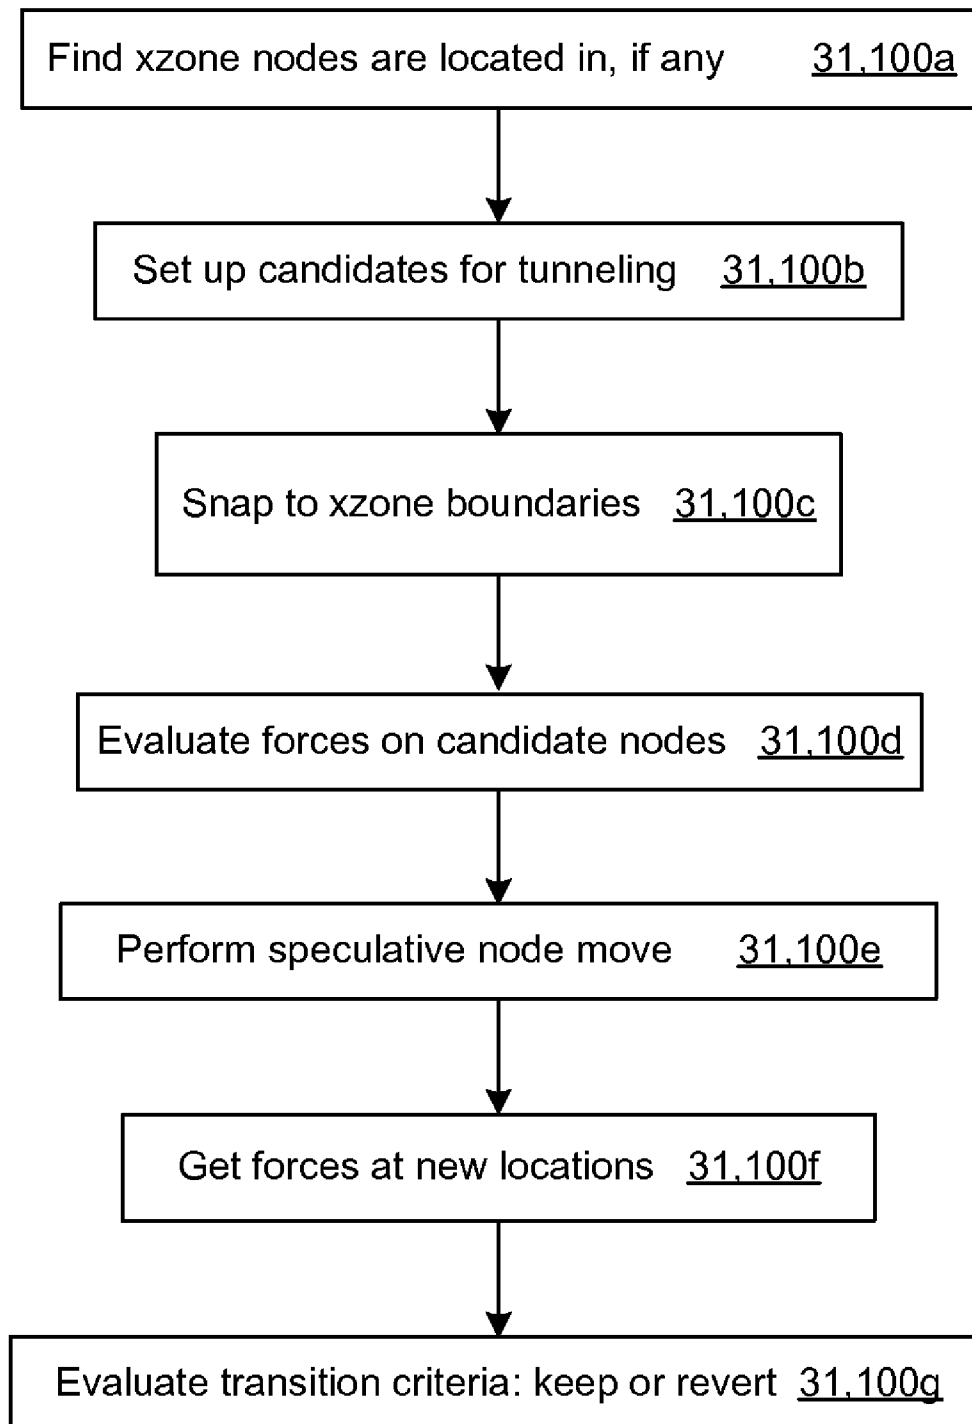 Find xzone nodes are located in, if any 31,100a
Set up candidates for tunneling 31,100b
Snap to xzone boundaries 31,100c
Evaluate forces on candidate nodes 31,100d
Perform speculative node move 31,100e
Get forces at new locations 31,100f
Evaluate transition criteria: keep or revert 31,100g